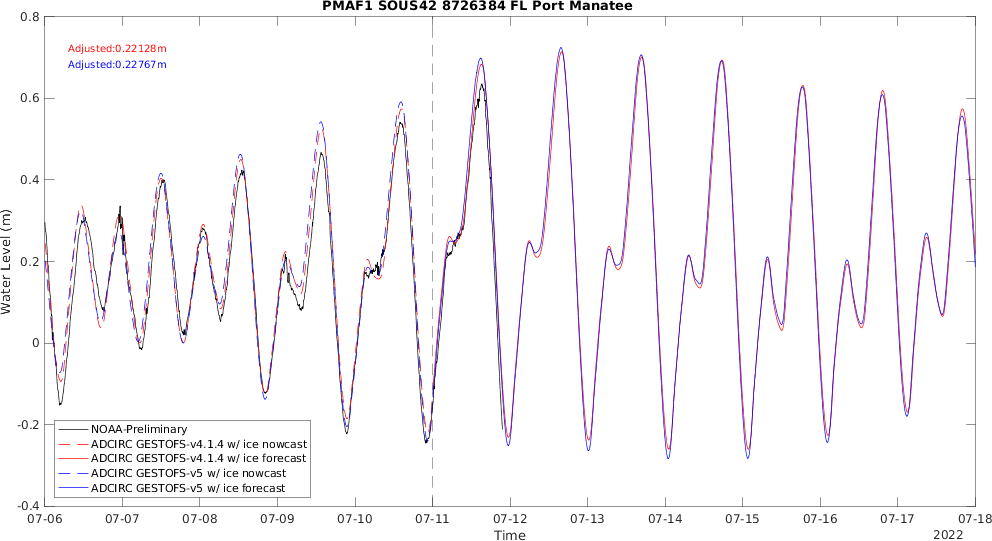 PMAF1 SOUS42 8726384 FL Port Manatee
Adjusted:0.22128m
Adjusted:0.22767m
Water Level (m)
0.8
0.6
0.4
0.2
0
-0.2
-0.4
NOAA-Preliminary
ADCIRC GESTOFS-v4.1.4 w/ ice nowcast
ADCIRC GESTOFS-v4.1.4 w/ ice forecast
ADCIRC GESTOFS-v5 w/ ice nowcast
ADCIRC GESTOFS-v5 w/ ice forecast
07-06 07-07 07-08 07-09 07-10 07-11 07-12 07-13 07-14 07-15 07-16 07-17 07-18
Time
2022